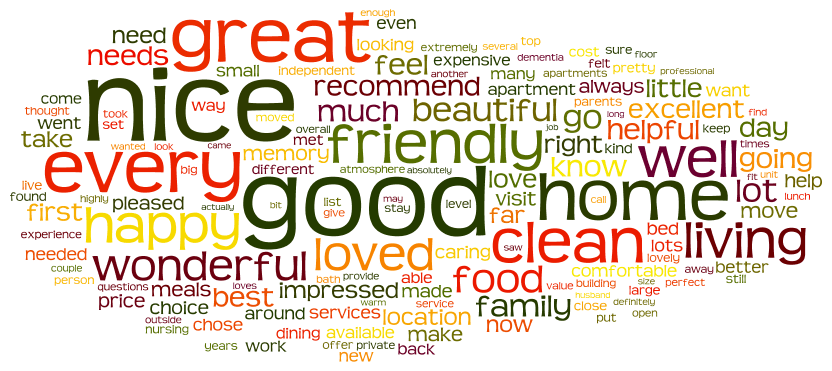 enough
great need even
needs looking extremely several top cost sure floor
small independent feel expensive dementia felt pretty
nice recommend another many apartments professional
come way much beautiful apartment always little want
thought took set moved overall met job go excellent find
went friendly right helpful keep day
take wanted look came kind long parents times
every memory different atmosphere absolutely know well going
live big love call fit unit lunch
found highly pleased actually bit good list give may stay level visit home lot help
first happy far move
experience saw bed
needed wonderful loved caring clean lots lovely living
couple questions loves bath provide able food comfortable away better
person meals impressed warm made service value building size perfect still
price best services family husband large
choice around location close definitely
outside chose dining available make now put open
nursing
years work offer private back
new